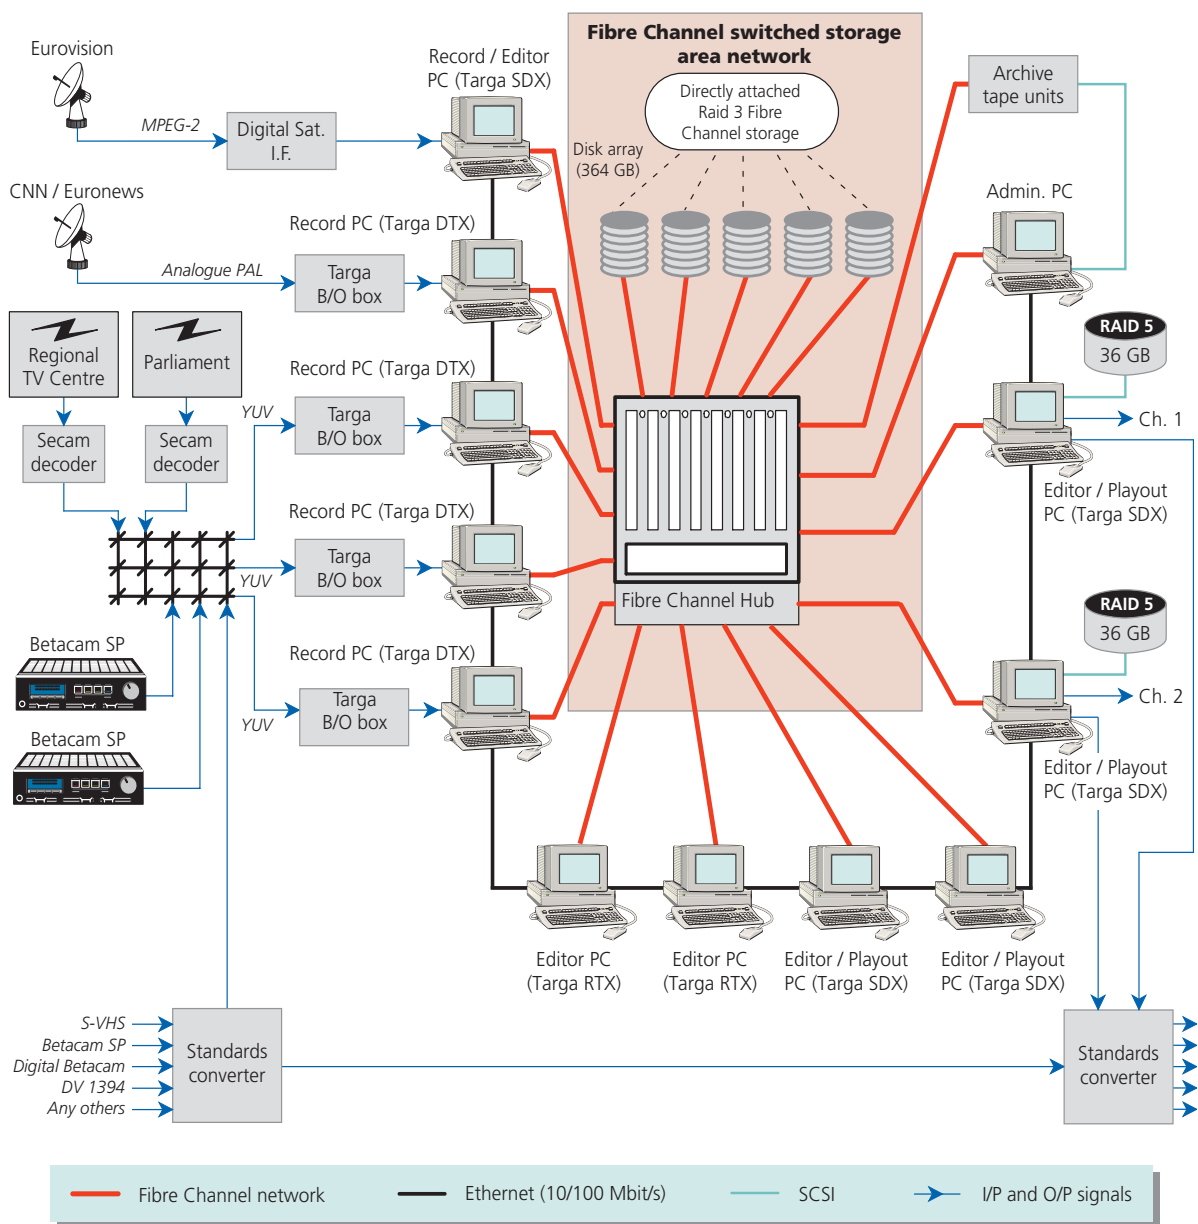 Eurovision
MPEG-2
Digital Sat.
I.F.
Record / Editor
PC (Targa SDX)
Fibre Channel switched storage
area network
Directly attached
Raid 3 Fibre
Channel storage
Disk array
(364 GB)
Archive
tape units
CNN / Euronews
Analogue PAL
Targa
B/O box
Record PC (Targa DTX)
Admin. PC
Regional
TV Centre
Parliament
Secam
decoder
Secam
decoder
YUV
Targa
B/O box
Record PC (Targa DTX)
RAID 5
36 GB
Ch. 1
Editor / Playout
PC (Targa SDX)
YUV
Targa
B/O box
Record PC (Targa DTX)
Fibre Channel Hub
RAID 5
36 GB
Ch. 2
Editor / Playout
PC (Targa SDX)
Betacam SP
Betacam SP
YUV
Targa
B/O box
Record PC (Targa DTX)
Editor PC
(Targa RTX)
Editor PC
(Targa RTX)
Editor / Playout
PC (Targa SDX)
Editor / Playout
PC (Targa SDX)
S-VHS
Betacam SP
Digital Betacam
DV 1394
Any others
Standards
converter
Standards
converter
Fibre Channel network
Ethernet (10/100 Mbit/s)
SCSI
I/P and O/P signals